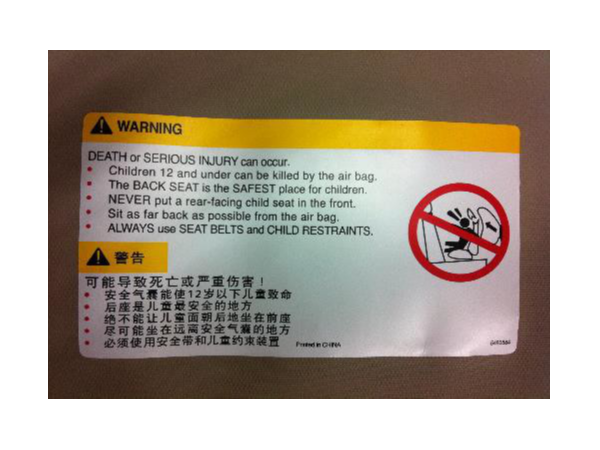 WARNING
DEATH or SERIOUS INJURY can occur.
• Children 12 and under can be killed by the air bag.
• The BACK SEAT is the SAFEST place for children.
• NEVER put a rear-facing child seat in the front.
• Sit as far back as possible from the air bag.
• ALWAYS use SEAT BELTS and CHILD RESTRAINTS.
警告
可能导致死亡或严重伤害！
• 安全气囊能使12岁以下儿童致命
• 后座是儿童最安全的地方
• 绝不能让儿童面朝后地坐在前座
• 尽可能坐在远离安全气囊的地方
• 必须使用安全带和儿童约束装置
Printed in CHINA